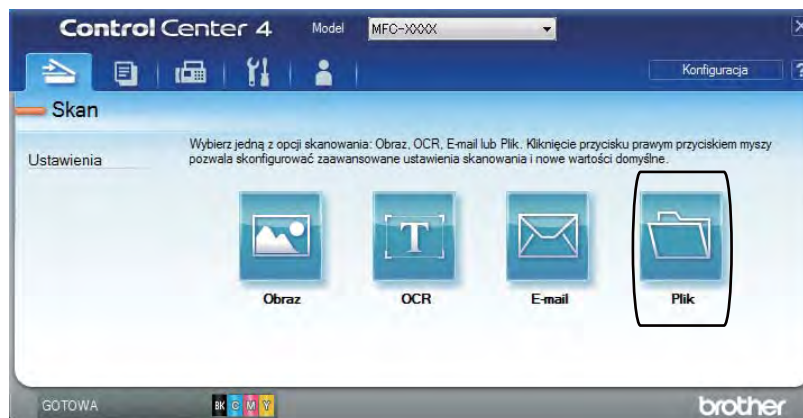 Control Center 4 Model MFC-XXXX
Konfiguracja ?
Skan
Ustawienia
Wybierz jedną z opcji skanowania: Obraz, OCR, E-mail lub Plik. Kliknięcie przycisku prawym przyciskiem myszy
pozwala skonfigurować zaawansowane ustawienia skanowania i nowe wartości domyślne.
T
Obraz OCR E-mail Plik
GOTOWA BK C M Y brother